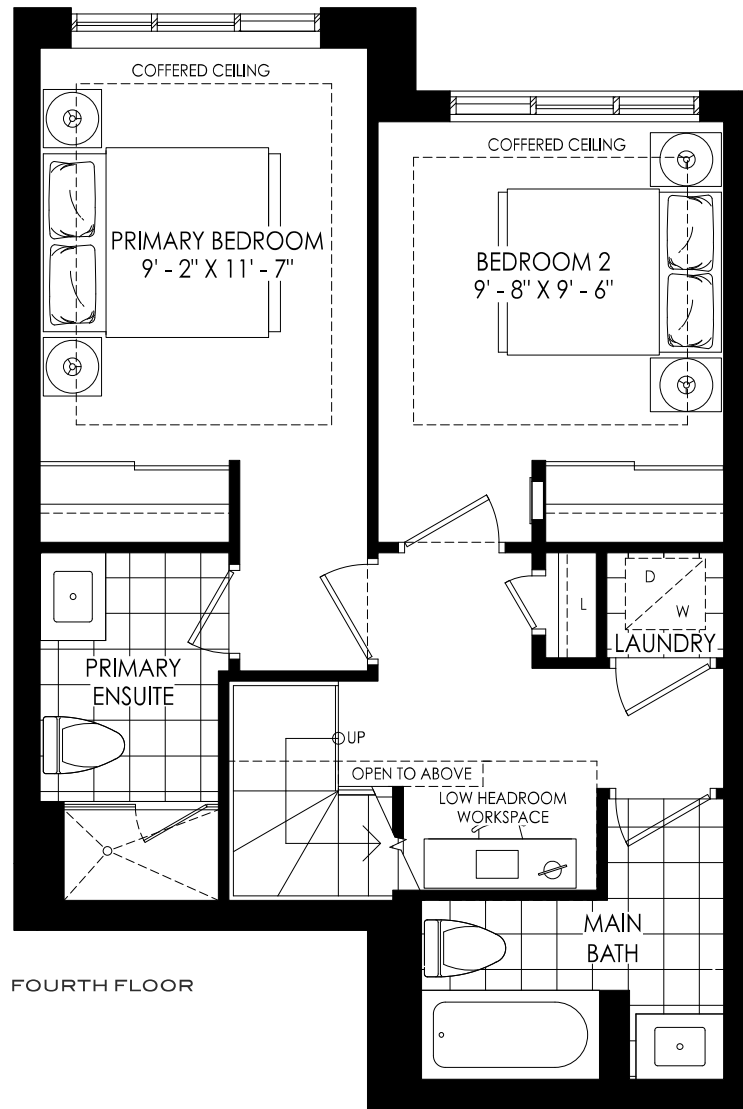 COFFERED CEILING
PRIMARY BEDROOM
9' - 2" X 11' - 7"
COFFERED CEILING
BEDROOM 2
9' - 8" X 9' - 6"
PRIMARY
ENSUITE
L
D
W
LAUNDRY
UP
OPEN TO ABOVE
LOW HEADROOM
WORKSPACE
MAIN
BATH
FOURTH FLOOR